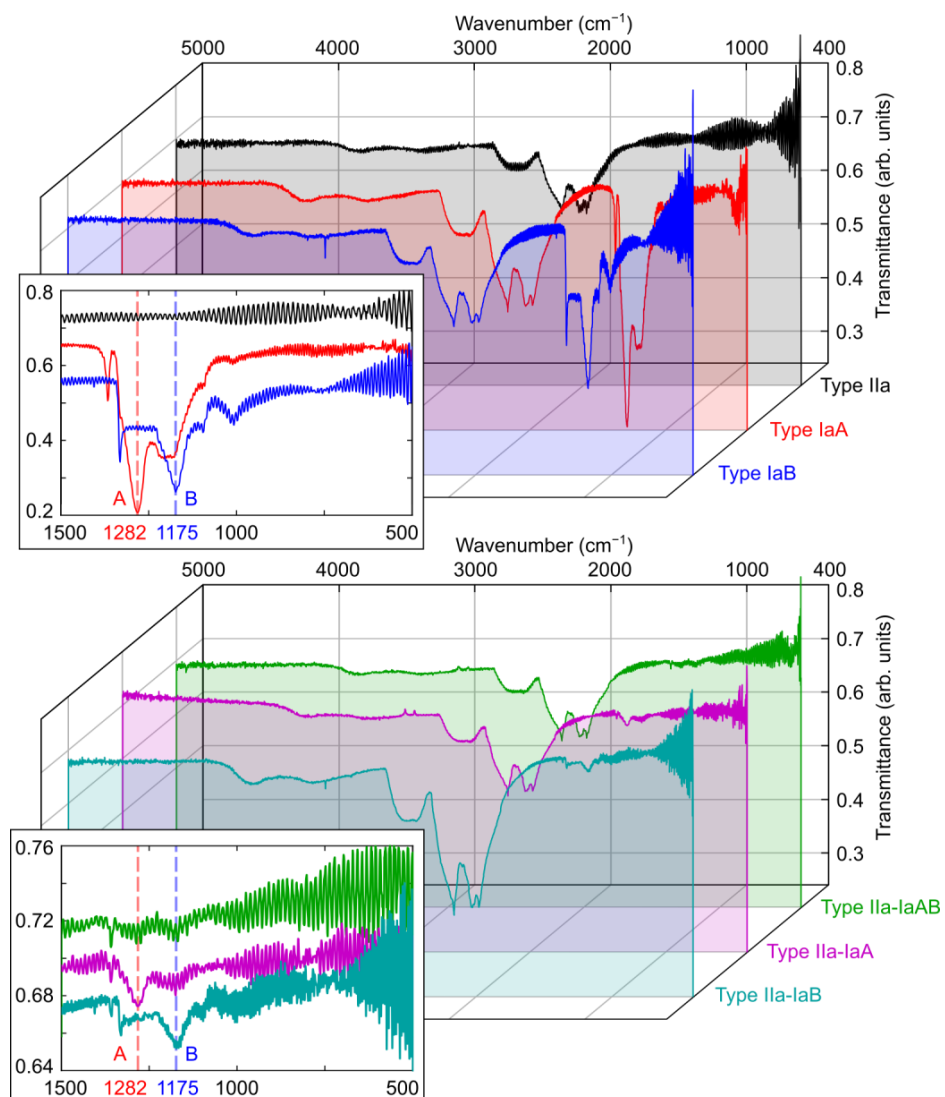 Wavenumber (cm⁻¹)
5000 4000 3000 2000 1000 400
0.8
0.7
0.6
0.5
0.4
0.3
Transmittance (arb. units)
Type IIa
Type IaA
Type IaB
0.8
0.6
0.4
0.2
A B
1500 1282 1175 1000 500
Wavenumber (cm⁻¹)
5000 4000 3000 2000 1000 400
0.8
0.7
0.6
0.5
0.4
0.3
Transmittance (arb. units)
Type IIa-IaAB
Type IIa-IaA
Type IIa-IaB
0.76
0.72
0.68
0.64
A B
1500 1282 1175 1000 500